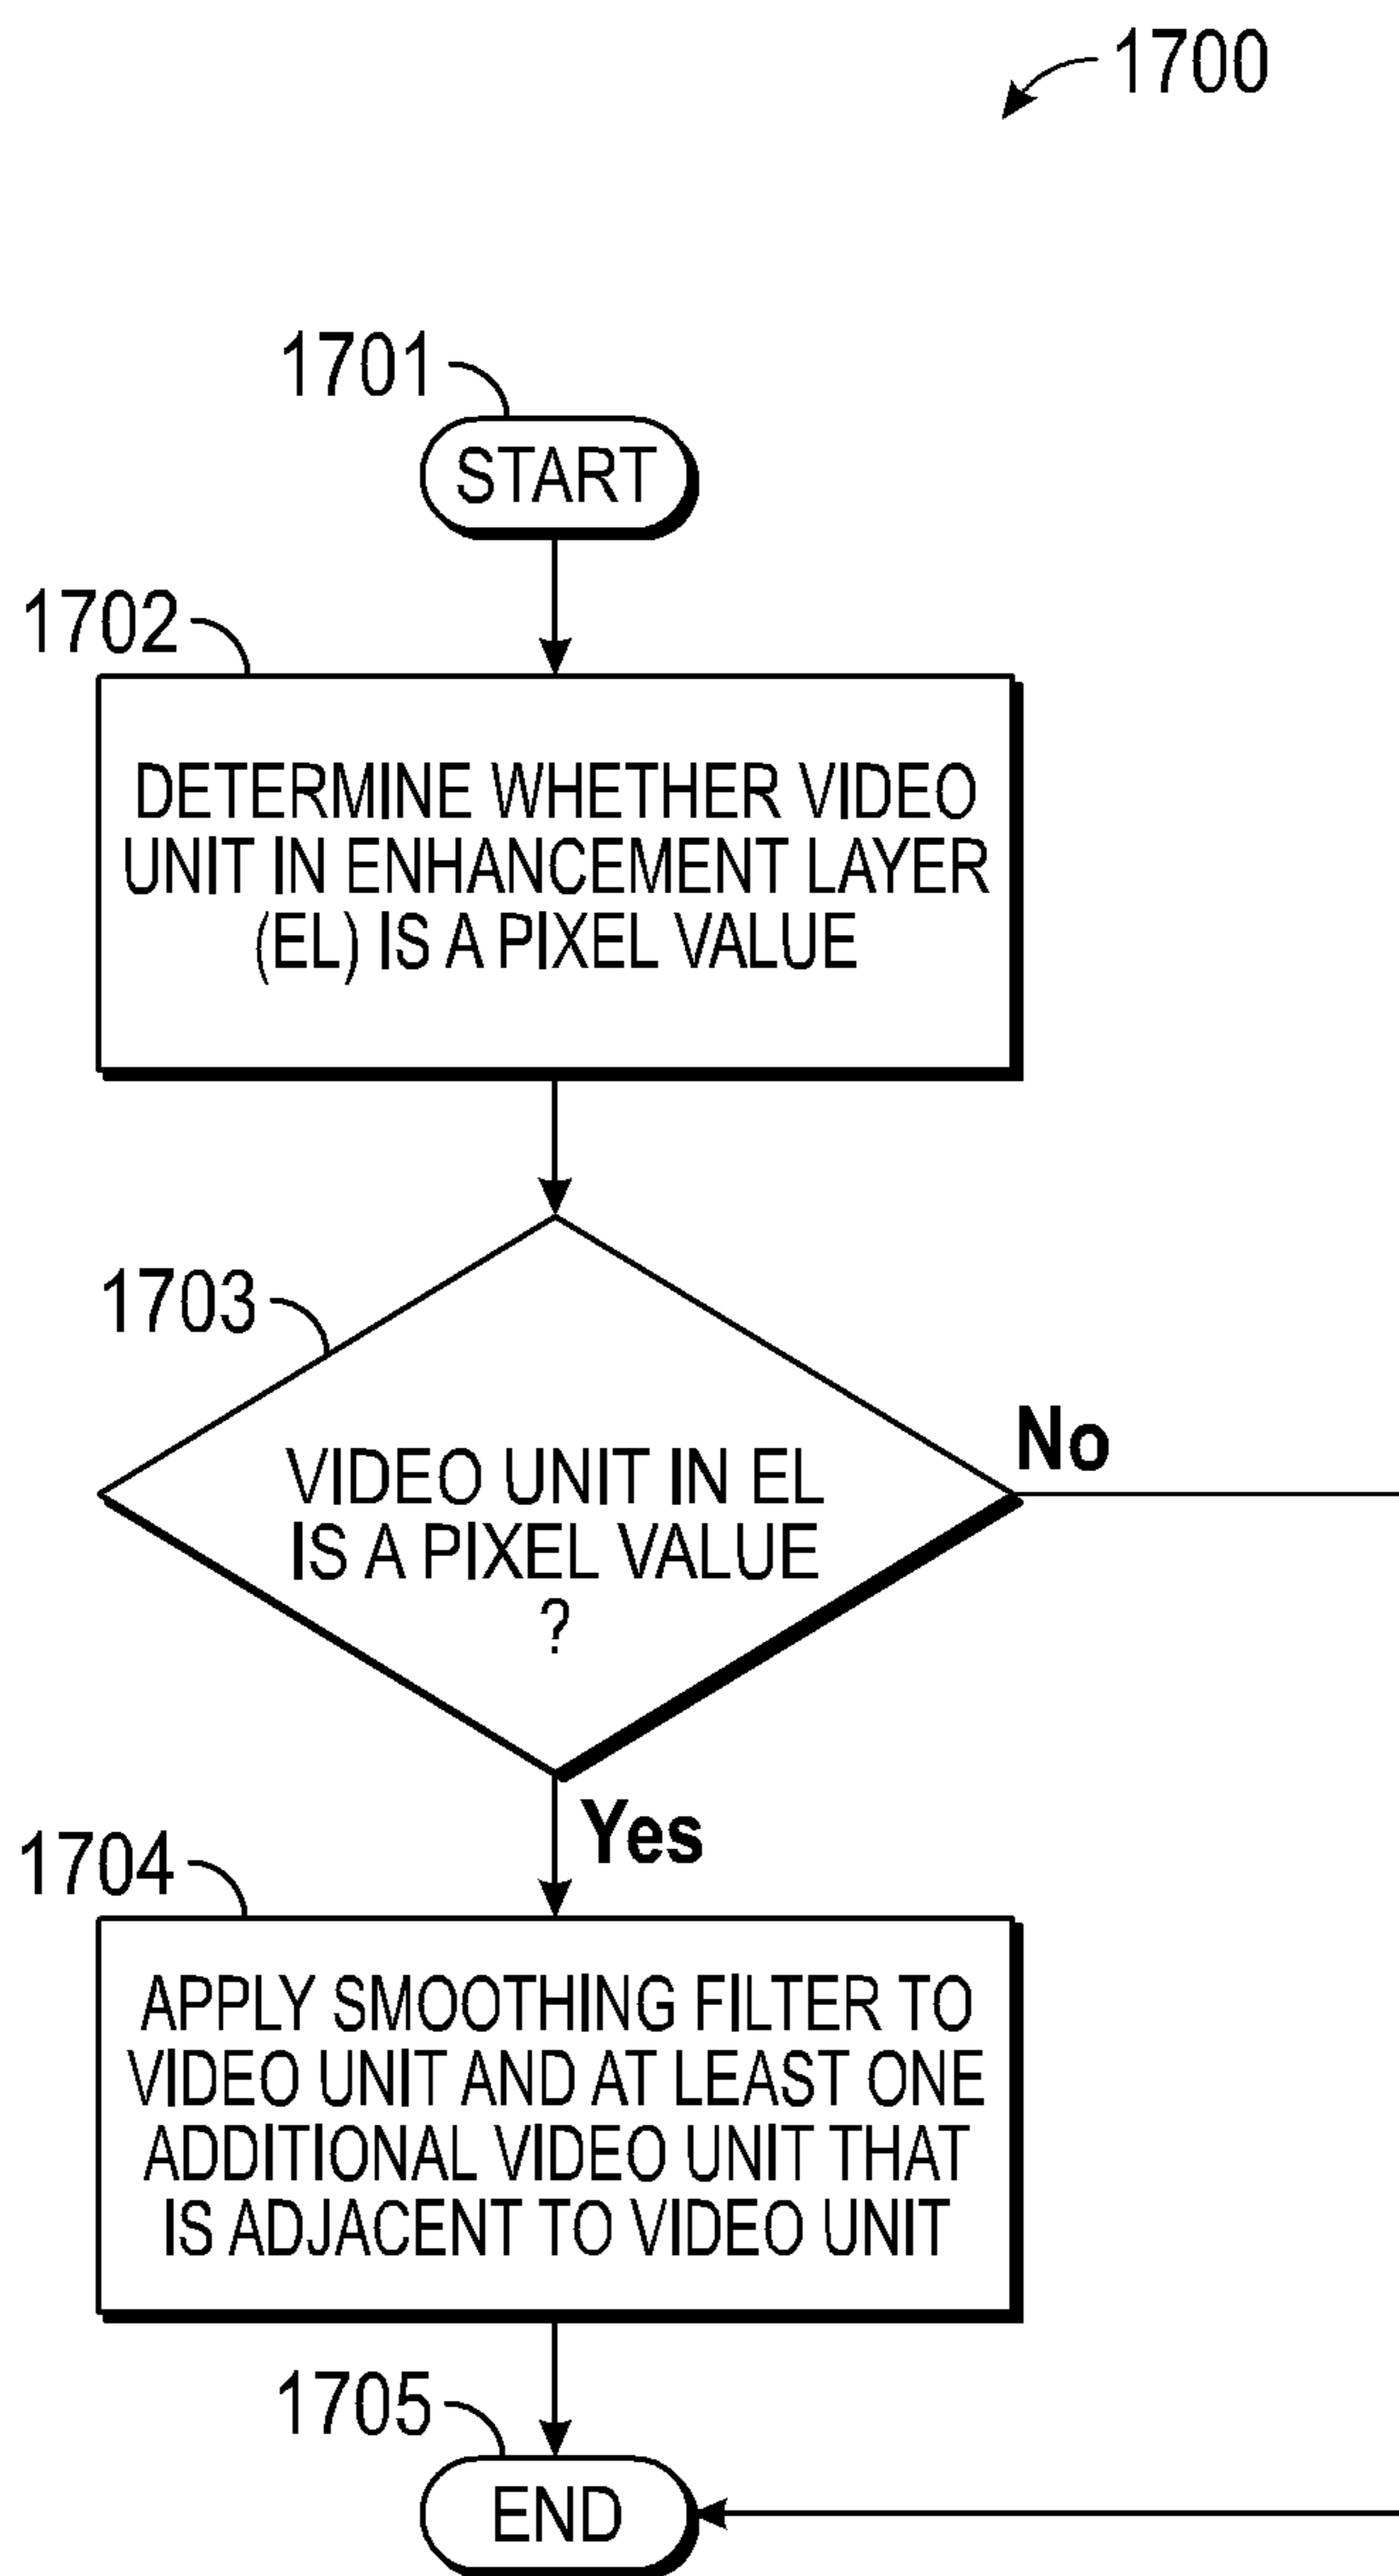 1700
1701
START
1702
DETERMINE WHETHER VIDEO
UNIT IN ENHANCEMENT LAYER
(EL) IS A PIXEL VALUE
1703
No
VIDEO UNIT IN EL
IS A PIXEL VALUE
?
Yes
1704
APPLY SMOOTHING FILTER TO
VIDEO UNIT AND AT LEAST ONE
ADDITIONAL VIDEO UNIT THAT
IS ADJACENT TO VIDEO UNIT
1705
END